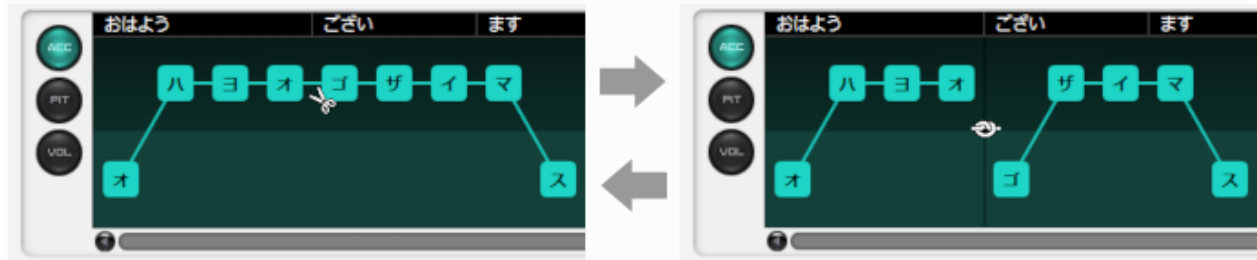 おはよう ござい ます
ACC
ハ ヨ オ ゴ ザ イ マ
PIT
VOL
オ ス
おはよう ござい ます
ACC
ハ ヨ オ ザ イ マ
PIT
VOL
オ ゴ ス